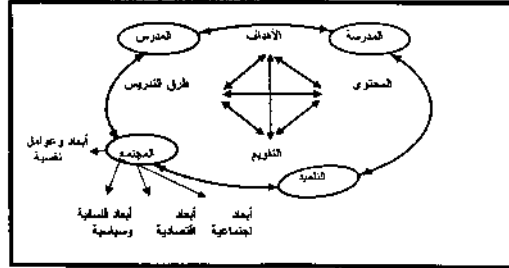 المدرسة
الأهداف
المدرس
المحتوى
طرق التدريس
التقويم
المجتمع
أبعاد وعوامل
نفسية
التلميذ
أبعاد
اجتماعية
أبعاد
اقتصادية
أبعاد فلسفية
وسياسية